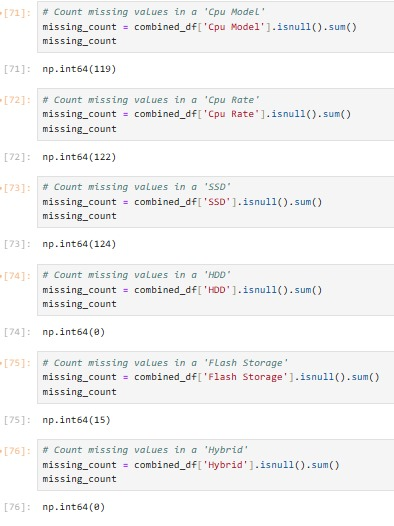 [71]: # Count missing values in a 'Cpu Model'
missing_count = combined_df['Cpu Model'].isnull().sum()
missing_count
[71]: np.int64(119)
[72]: # Count missing values in a 'Cpu Rate'
missing_count = combined_df['Cpu Rate'].isnull().sum()
missing_count
[72]: np.int64(122)
[73]: # Count missing values in a 'SSD'
missing_count = combined_df['SSD'].isnull().sum()
missing_count
[73]: np.int64(124)
[74]: # Count missing values in a 'HDD'
missing_count = combined_df['HDD'].isnull().sum()
missing_count
[74]: np.int64(0)
[75]: # Count missing values in a 'Flash Storage'
missing_count = combined_df['Flash Storage'].isnull().sum()
missing_count
[75]: np.int64(15)
[76]: # Count missing values in a 'Hybrid'
missing_count = combined_df['Hybrid'].isnull().sum()
missing_count
[76]: np.int64(0)